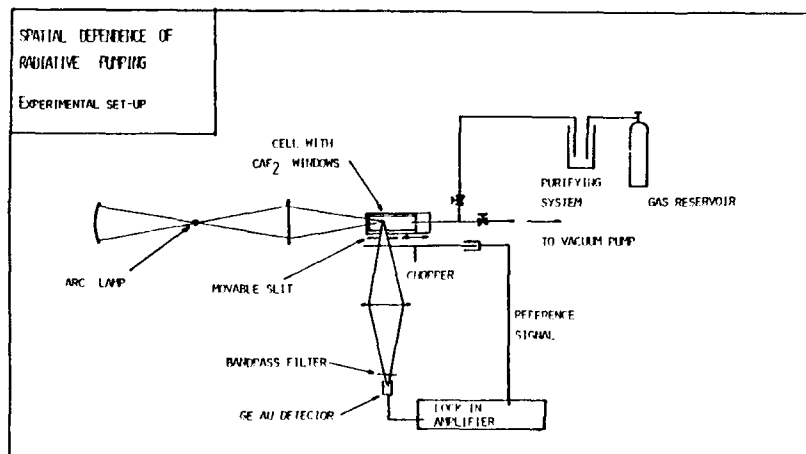 SPATIAL DEPENDENCE OF
RADIATIVE PUMPING
EXPERIMENTAL SET-UP
CELL WITH
CAF2 WINDOWS
PURIFYING
SYSTEM
GAS RESERVOIR
TO VACUUM PUMP
ARC LAMP
MOVABLE SLIT
CHOPPER
REFERENCE
SIGNAL
BANDPASS FILTER
GE AU DETECTOR
LOCK IN
AMPLIFIER